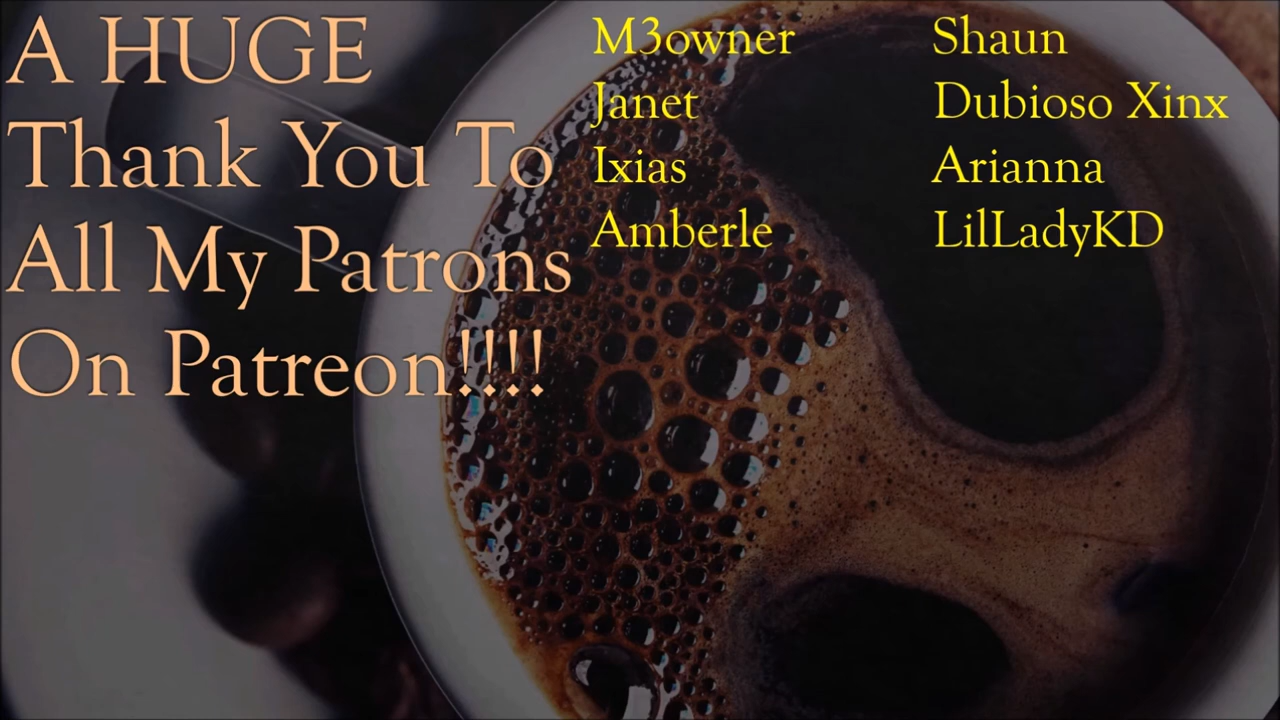 A HUGE
Thank You To
All My Patrons
On Patreon!!!!
M3owner
Janet
Ixias
Amberle
Shaun
Dubioso Xinx
Arianna
LilLadyKD